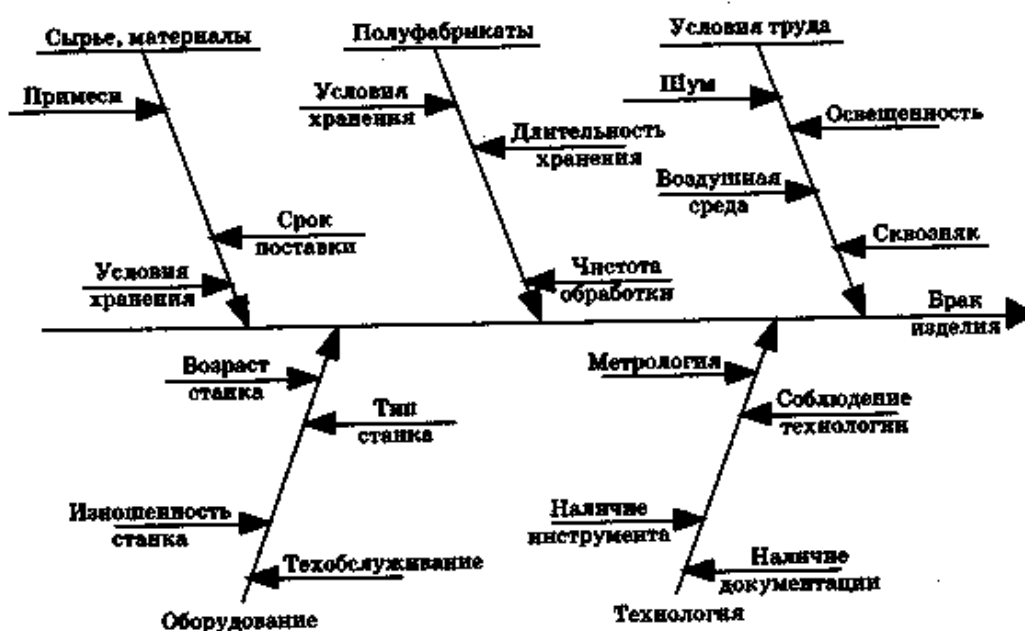 Сырье, материалы
Полуфабрикаты
Условия труда
Примеси
Условия
хранения
Шум
Освещенность
Длительность
хранения
Воздушная
среда
Срок
поставки
Сквозняк
Условия
хранения
Чистота
обработки
Брак
изделия
Возраст
станка
Метрология
Тип
станка
Соблюдение
технологии
Изношенность
станка
Наличие
инструмента
Техобслуживание
Наличие
документации
Оборудование
Технология